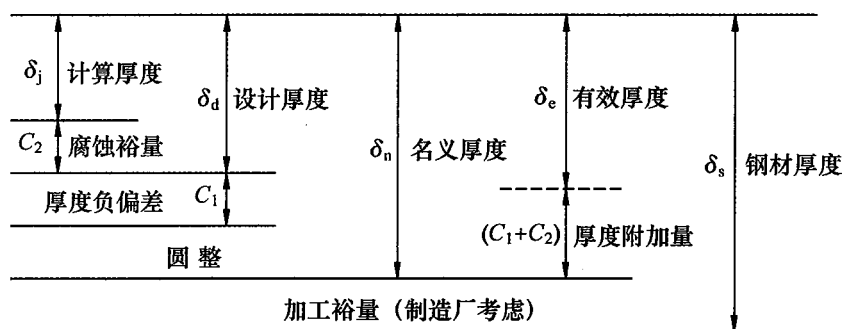 δj 计算厚度
δd 设计厚度
δe 有效厚度
C2 腐蚀裕量
δn 名义厚度
δs 钢材厚度
厚度负偏差 C1
(C1+C2) 厚度附加量
圆整
加工裕量（制造厂考虑）